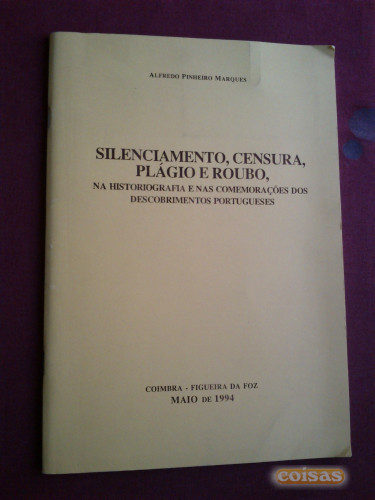 ALFREDO PINHEIRO MARQUES
SILENCIAMENTO, CENSURA,
PLÁGIO E ROUBO,
NA HISTORIOGRAFIA E NAS COMEMORAÇÕES DOS
DESCOBRIMENTOS PORTUGUESES
COIMBRA - FIGUEIRA DA FOZ
MAIO DE 1994
coisas